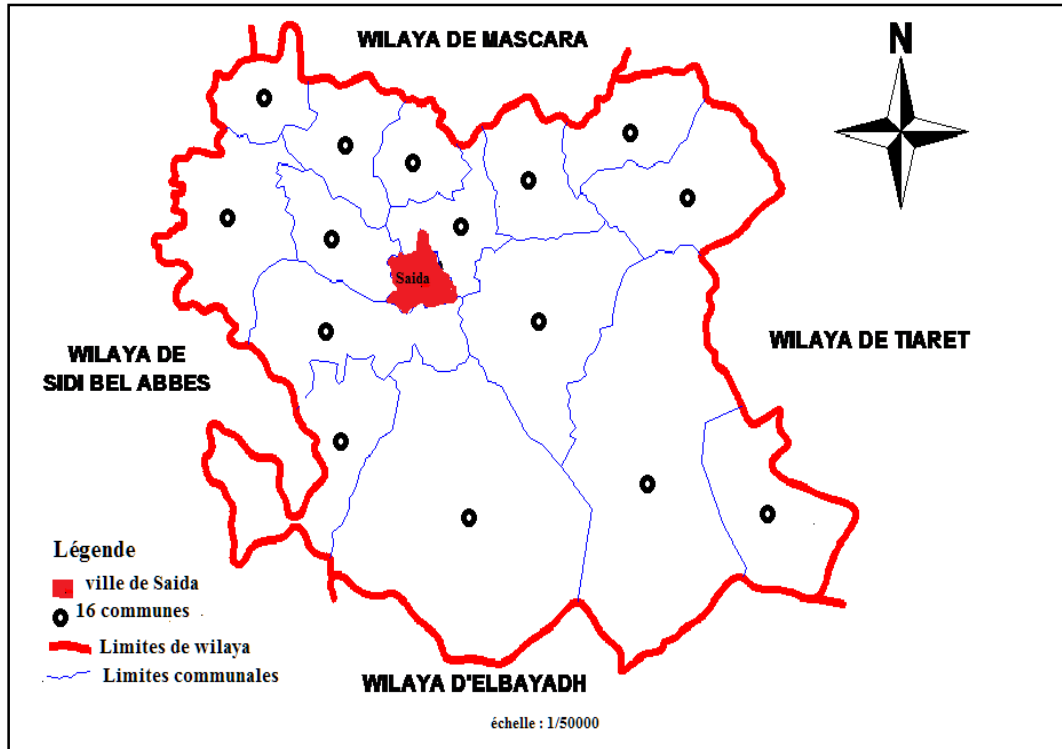 WILAYA DE MASCARA
N
Saida
WILAYA DE TIARET
WILAYA DE
SIDI BEL ABBES
Légende
ville de Saida
16 communes
Limites de wilaya
Limites communales
WILAYA D'ELBAYADH
échelle : 1/50000